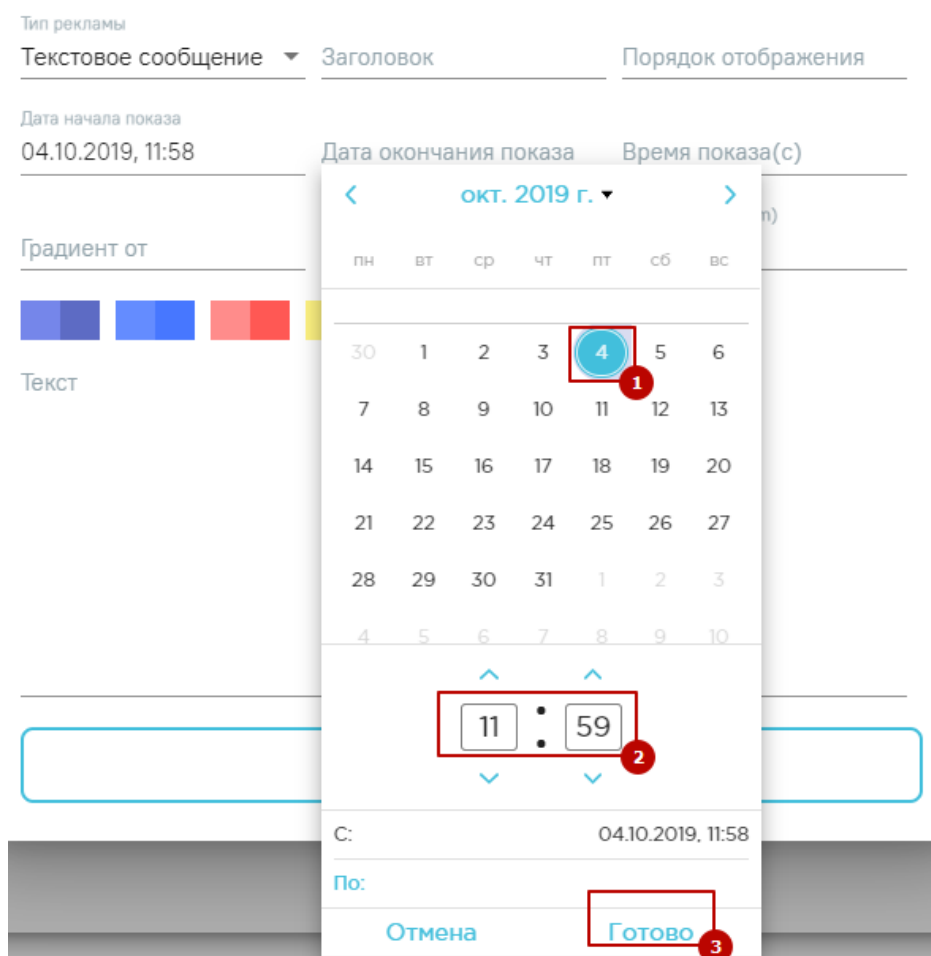 Тип рекламы
Текстовое сообщение Заголовок Порядок отображения
Дата начала показа
04.10.2019, 11:58 Дата окончания показа Время показа(с)
окт. 2019 г.
Градиент от
пн вт ср чт пт сб вс
30 1 2 3 4 5 6
1
Текст
7 8 9 10 11 12 13
14 15 16 17 18 19 20
21 22 23 24 25 26 27
28 29 30 31 1 2 3
4 5 6 7 8 9 10
11 : 59
2
С: 04.10.2019, 11:58
По:
Отмена Готово
3